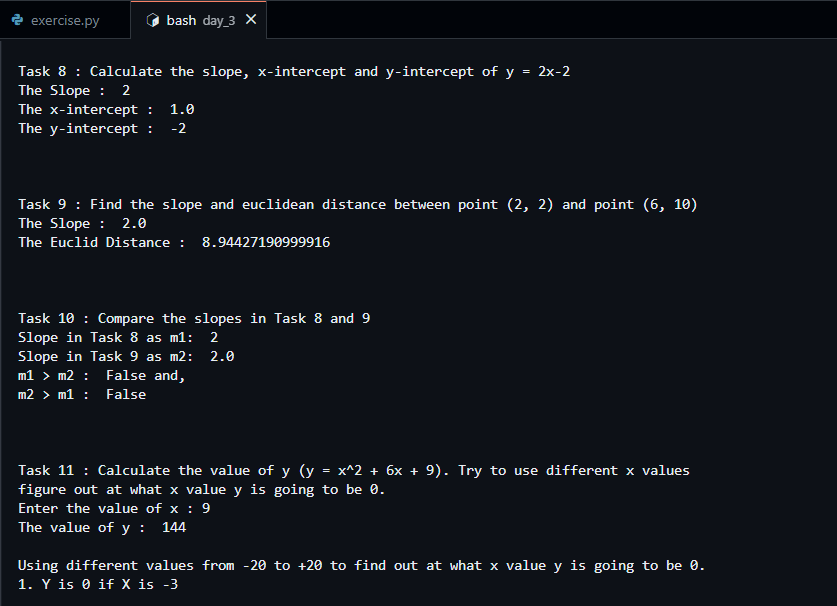 exercise.py
bash day_3
Task 8 : Calculate the slope, x-intercept and y-intercept of y = 2x-2
The Slope :  2
The x-intercept :  1.0
The y-intercept :  -2
Task 9 : Find the slope and euclidean distance between point (2, 2) and point (6, 10)
The Slope :  2.0
The Euclid Distance :  8.94427190999916
Task 10 : Compare the slopes in Task 8 and 9
Slope in Task 8 as m1:  2
Slope in Task 9 as m2:  2.0
m1 > m2 :  False and,
m2 > m1 :  False
Task 11 : Calculate the value of y (y = x^2 + 6x + 9). Try to use different x values
figure out at what x value y is going to be 0.
Enter the value of x : 9
The value of y :  144
Using different values from -20 to +20 to find out at what x value y is going to be 0.
1. Y is 0 if X is -3